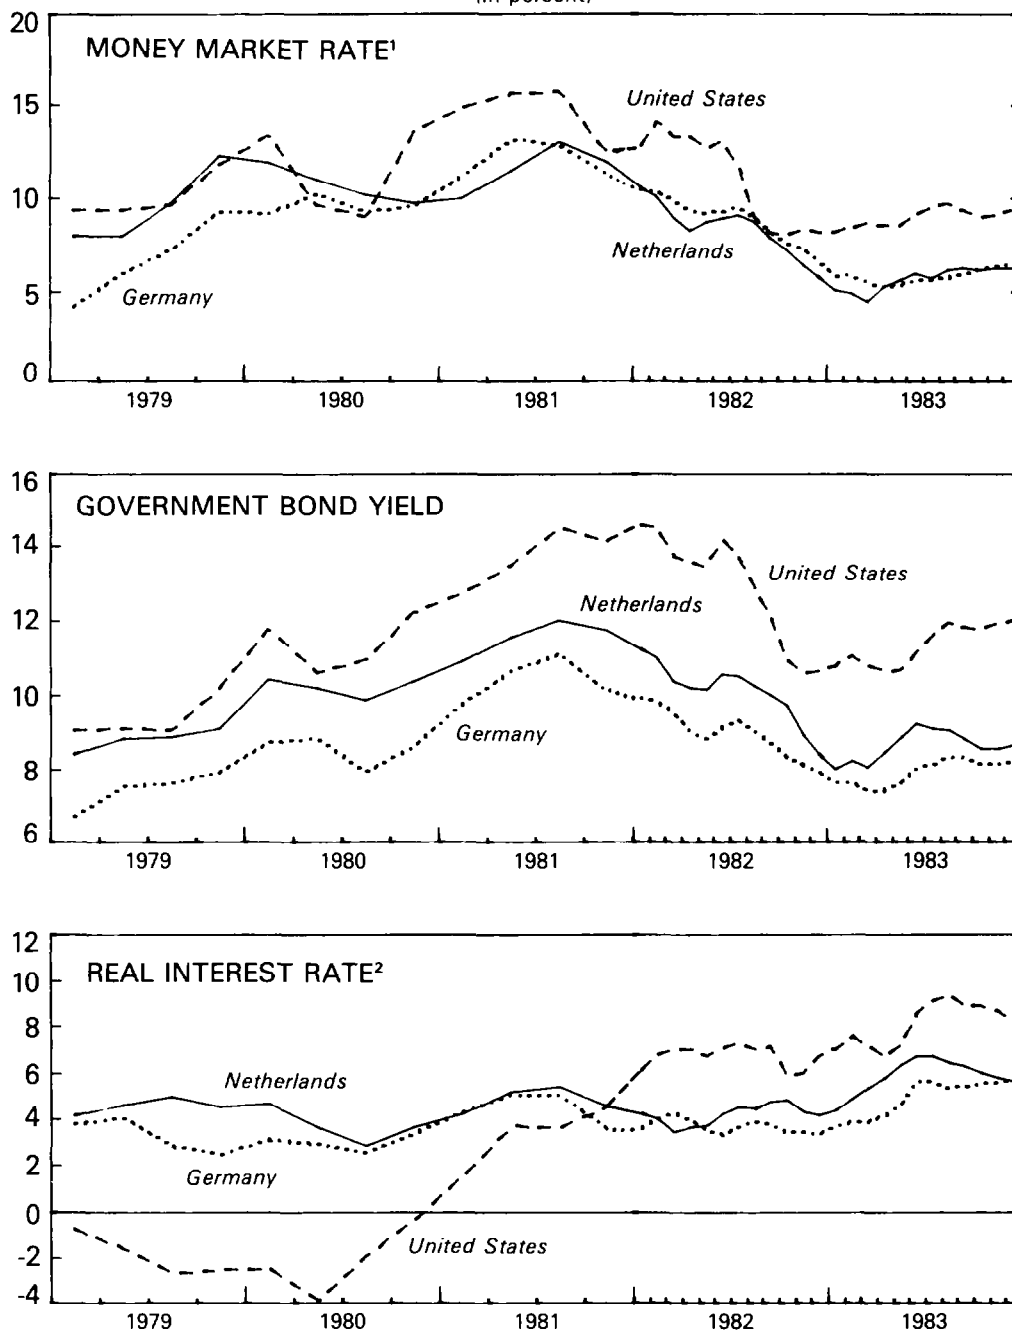 (In percent)
MONEY MARKET RATE¹
20
15
10
5
0
United States
Netherlands
Germany
1979 1980 1981 1982 1983
GOVERNMENT BOND YIELD
16
14
12
10
8
6
United States
Netherlands
Germany
1979 1980 1981 1982 1983
REAL INTEREST RATE²
12
10
8
6
4
2
0
-2
-4
Netherlands
Germany
United States
1979 1980 1981 1982 1983